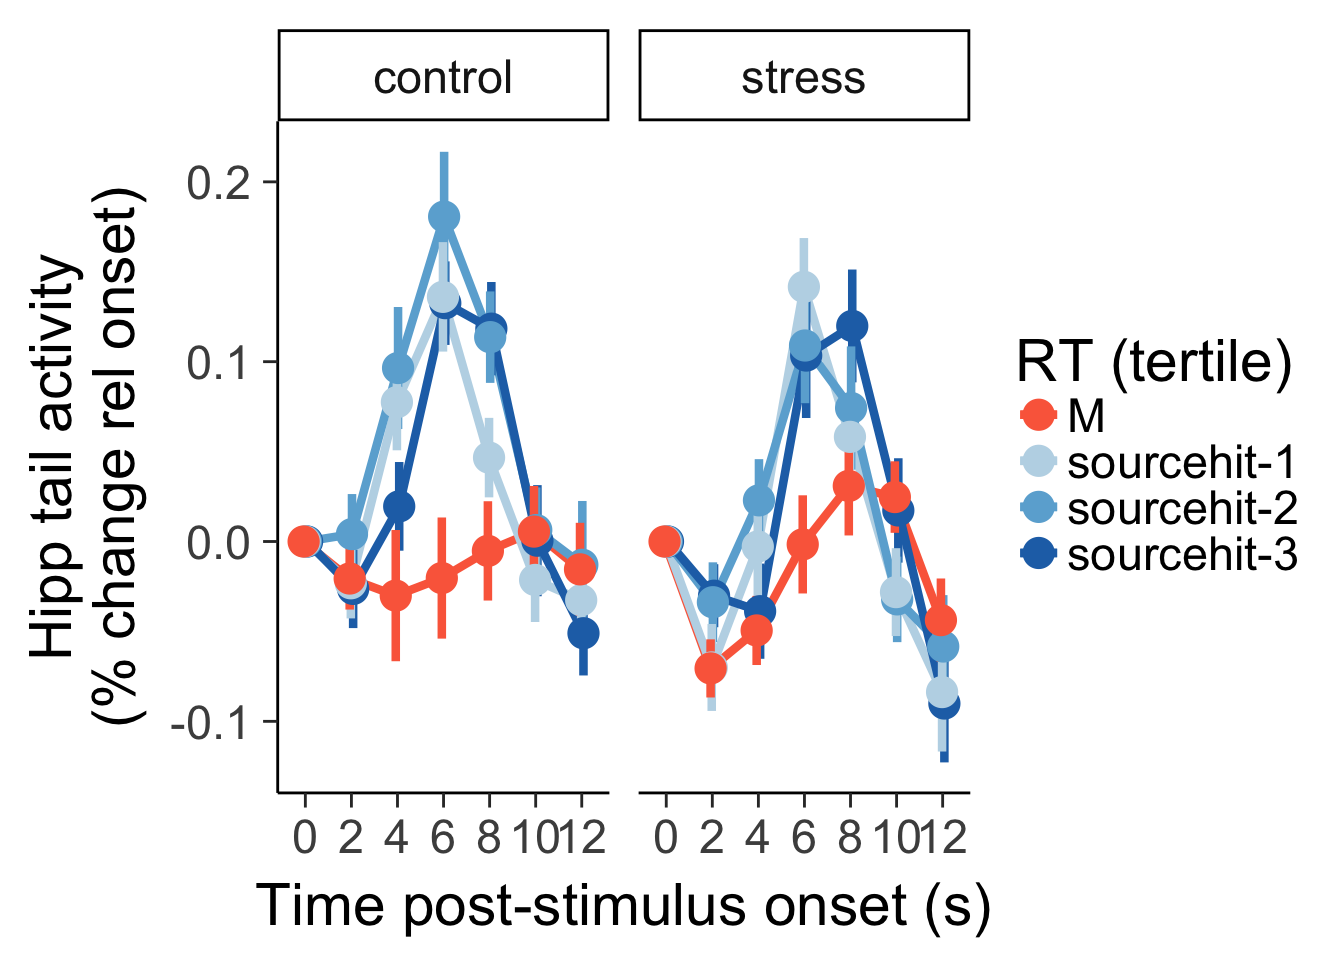 control
stress
Hipp tail activity
(% change rel onset)
0.2
0.1
0.0
-0.1
0 2 4 6 8 10 12
0 2 4 6 8 10 12
Time post-stimulus onset (s)
RT (tertile)
M
sourcehit-1
sourcehit-2
sourcehit-3